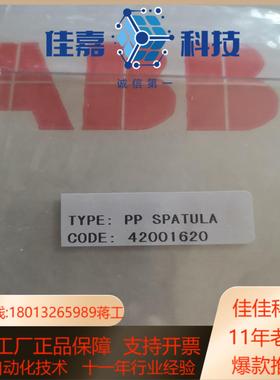 佳嘉 科技
诚信第一
ABB
TYPE: PP SPATULA
CODE: 42001620
线:18013265989蒋工
工厂正品保障 支持开票
自动化技术 十一年行业经验
佳佳科
11年老
爆款推